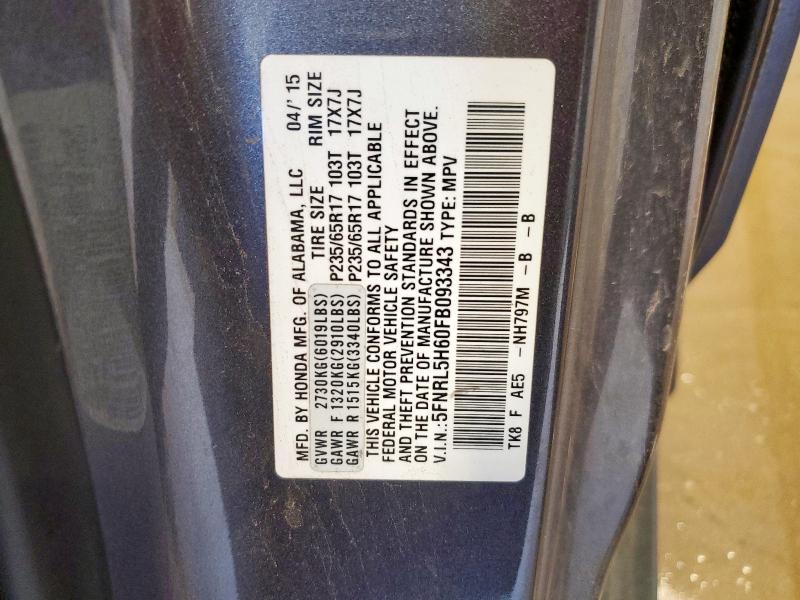 MFD. BY HONDA MFG. OF ALABAMA, LLC 04/' 15
TIRE SIZE RIM SIZE
GVWR 2730KG(6019LBS)
GAWR F 1320KG(2910LBS) P235/65R17 103T 17X7J
GAWR R 1515KG(3340LBS) P235/65R17 103T 17X7J
THIS VEHICLE CONFORMS TO ALL APPLICABLE
FEDERAL MOTOR VEHICLE SAFETY
AND THEFT PREVENTION STANDARDS IN EFFECT
ON THE DATE OF MANUFACTURE SHOWN ABOVE.
V.I.N.:5FNRL5H60FB093343 TYPE: MPV
TK8 F AE5 -NH797M -B -B